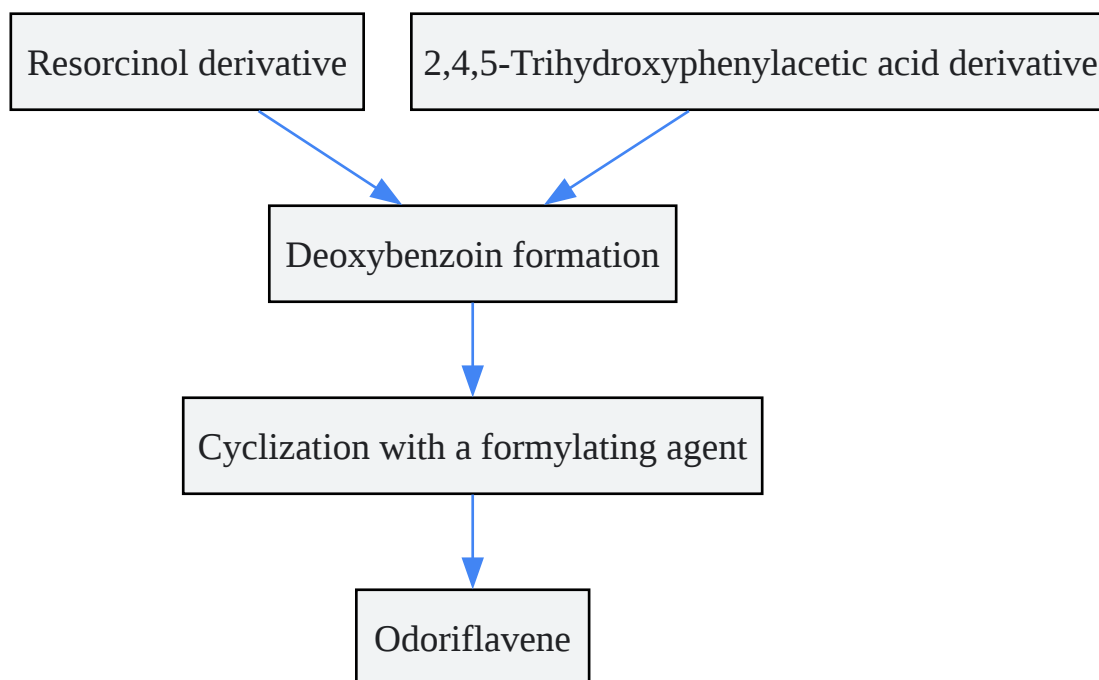 Resorcinol derivative
2,4,5-Trihydroxyphenylacetic acid derivative
Deoxybenzoin formation
Cyclization with a formylating agent
Odoriflavene